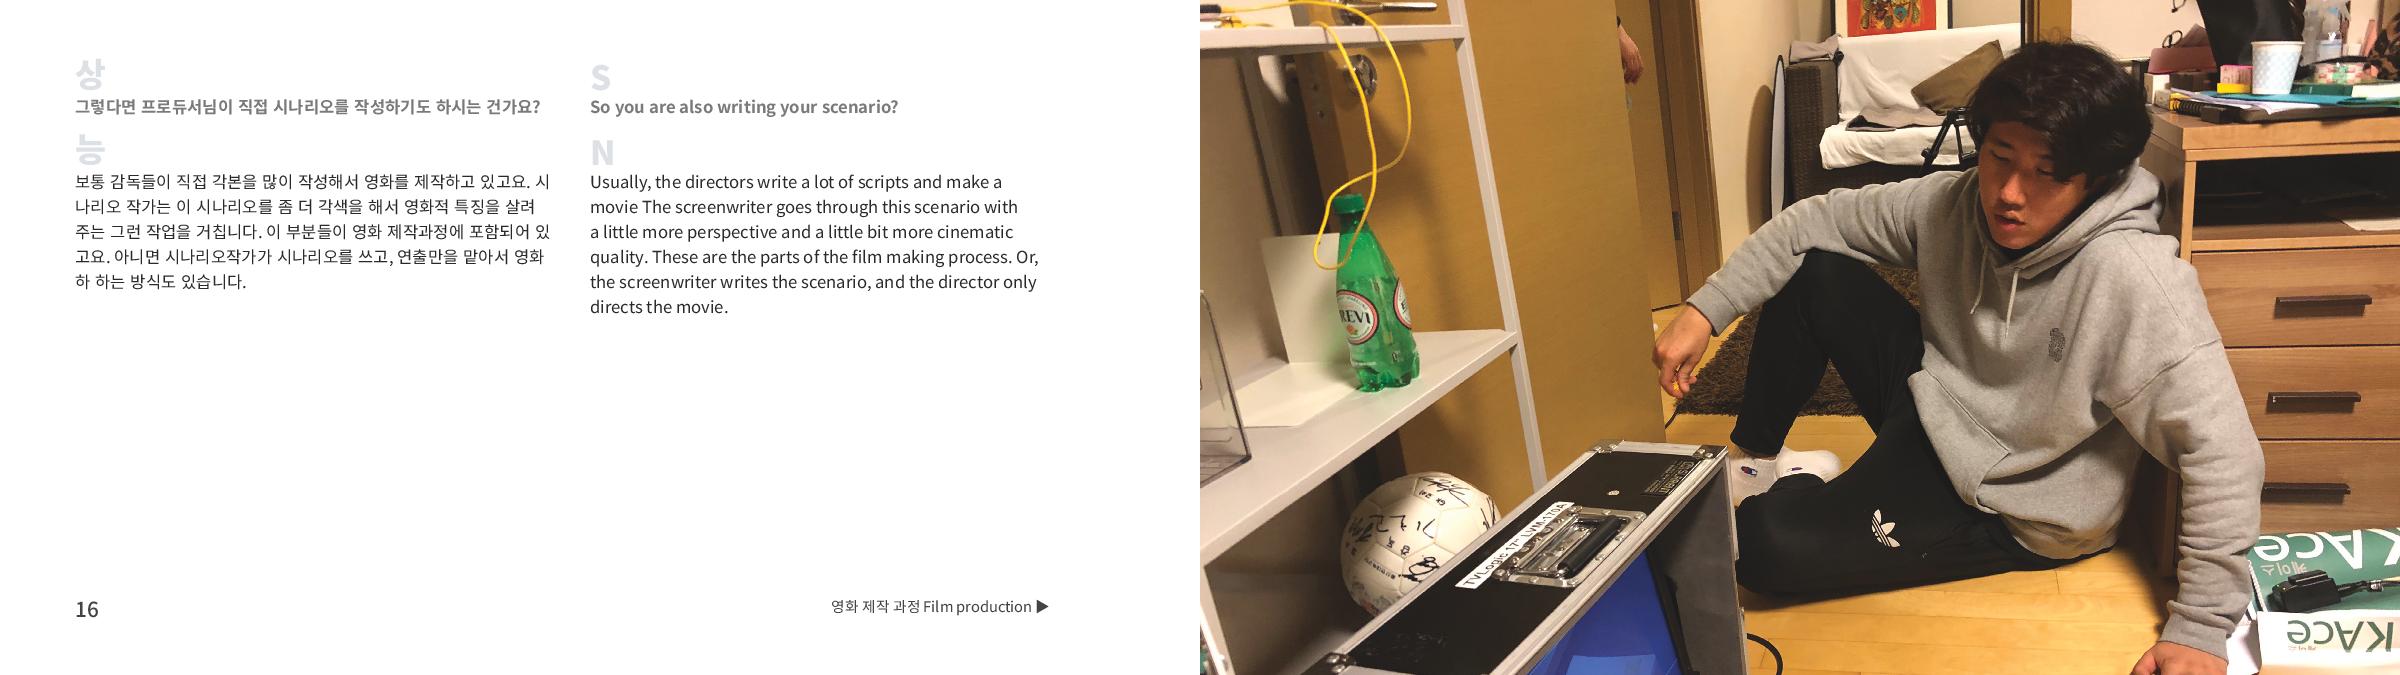 상
그렇다면 프로듀서님이 직접 시나리오를 작성하기도 하시는 건가요?
능
보통 감독들이 직접 각본을 많이 작성해서 영화를 제작하고 있고요. 시
나리오 작가는 이 시나리오를 좀 더 각색을 해서 영화적 특징을 살려
주는 그런 작업을 거칩니다. 이 부분들이 영화 제작과정에 포함되어 있
고요. 아니면 시나리오작가가 시나리오를 쓰고, 연출만을 맡아서 영화
하 하는 방식도 있습니다.
S
So you are also writing your scenario?
N
Usually, the directors write a lot of scripts and make a
movie The screenwriter goes through this scenario with
a little more perspective and a little bit more cinematic
quality. These are the parts of the film making process. Or,
the screenwriter writes the scenario, and the director only
directs the movie.
16
영화 제작 과정 Film production ▶
REVI
TVLogic 17" LVM-170A
KAce
케이스
KAce